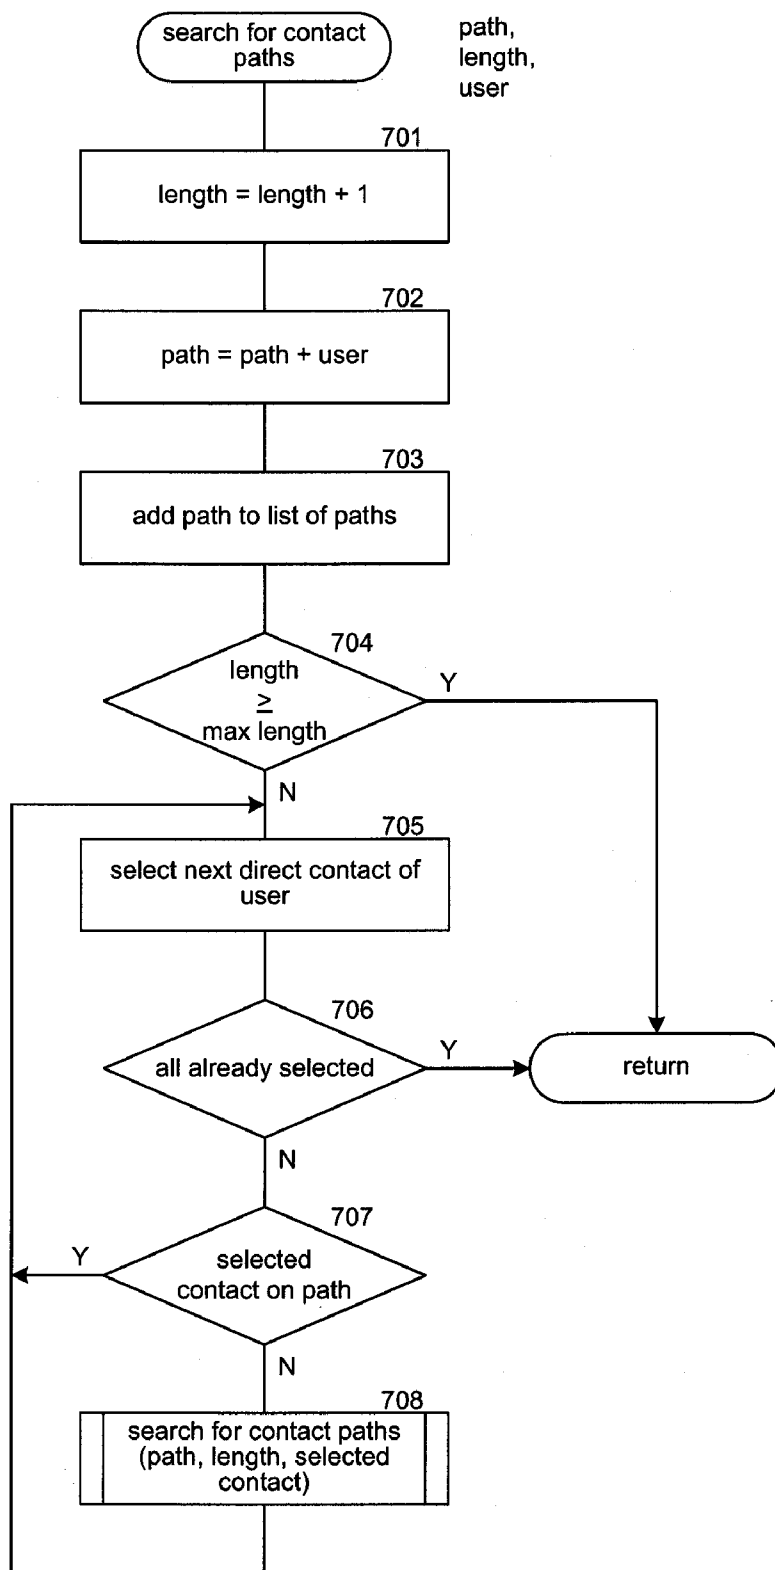 search for contact
paths
path,
length,
user
701
length = length + 1
702
path = path + user
703
add path to list of paths
704
length
≥
max length
Y
N
705
select next direct contact of
user
706
all already selected
Y
return
N
707
selected
contact on path
Y
N
708
search for contact paths
(path, length, selected
contact)